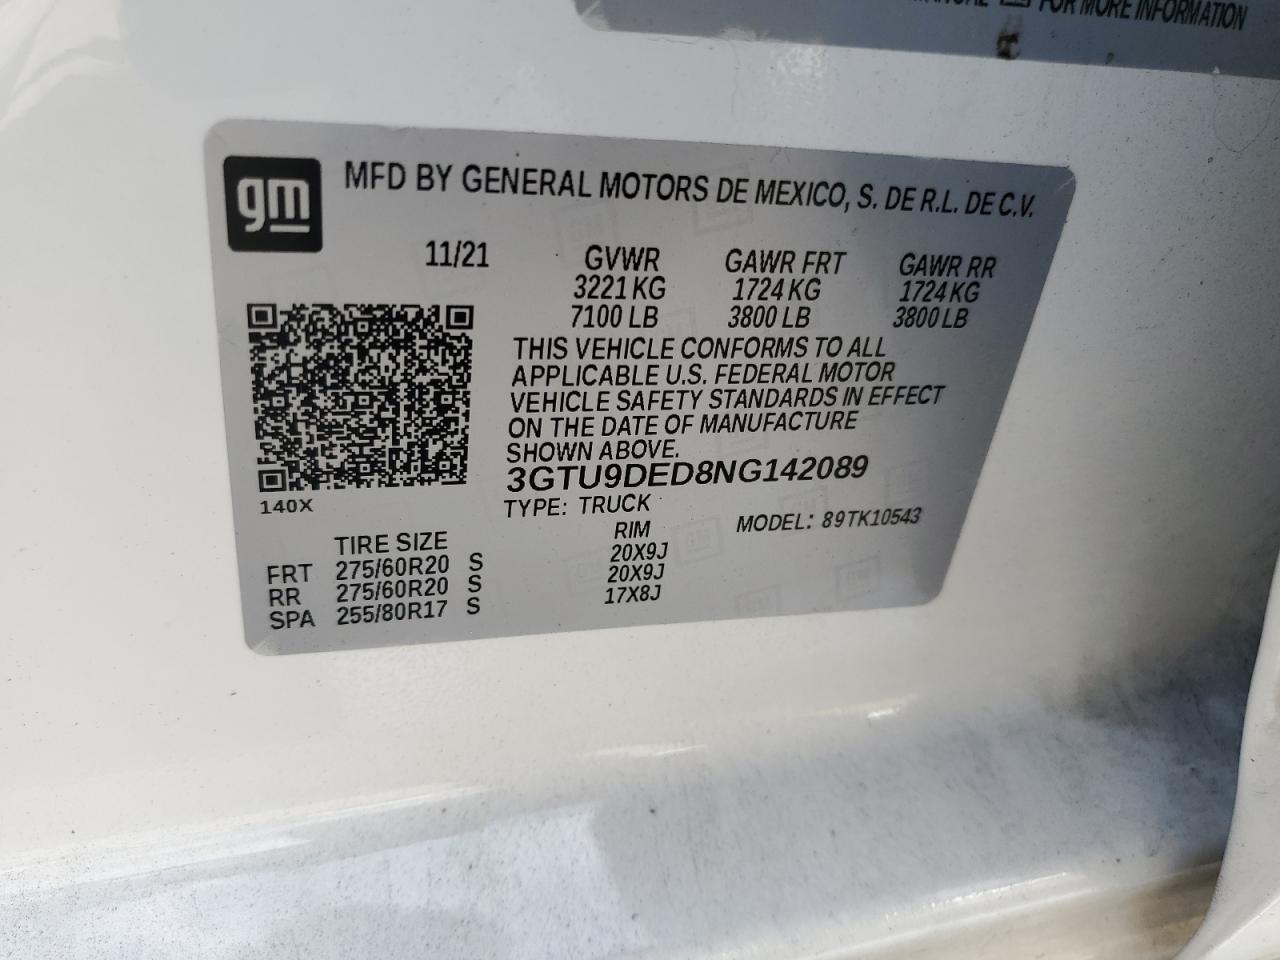 FOR MORE INFORMATION
gm
MFD BY GENERAL MOTORS DE MEXICO, S. DE R.L. DE C.V.
11/21 GVWR GAWR FRT GAWR RR
3221 KG 1724 KG 1724 KG
7100 LB 3800 LB 3800 LB
THIS VEHICLE CONFORMS TO ALL
APPLICABLE U.S. FEDERAL MOTOR
VEHICLE SAFETY STANDARDS IN EFFECT
ON THE DATE OF MANUFACTURE
SHOWN ABOVE.
3GTU9DED8NG142089
140X
TYPE: TRUCK
MODEL: 89TK10543
TIRE SIZE RIM
FRT 275/60R20 S 20X9J
RR 275/60R20 S 20X9J
SPA 255/80R17 S 17X8J